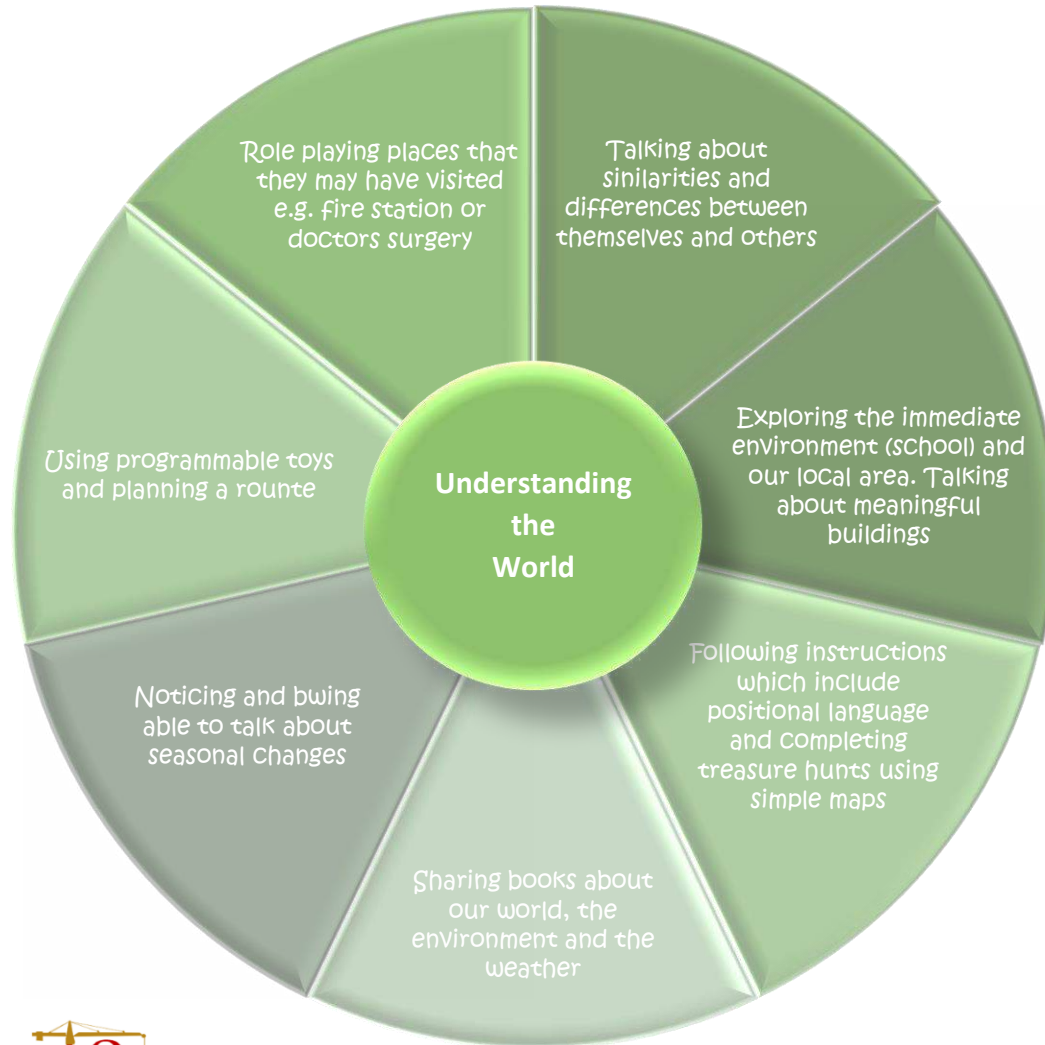 Role playing places that
they may have visited
e.g. fire station or
doctors surgery
Talking about
sinilarities and
differences between
themselves and others
Exploring the immediate
environment (school) and
our local area. Talking
about meaningful
buildings
Following instructions
which include
positional language
and completing
treasure hunts using
simple maps
Sharing books about
our world, the
environment and the
weather
Noticing and bwing
able to talk about
seasonal changes
Using programmable toys
and planning a rounte
Understanding
the
World